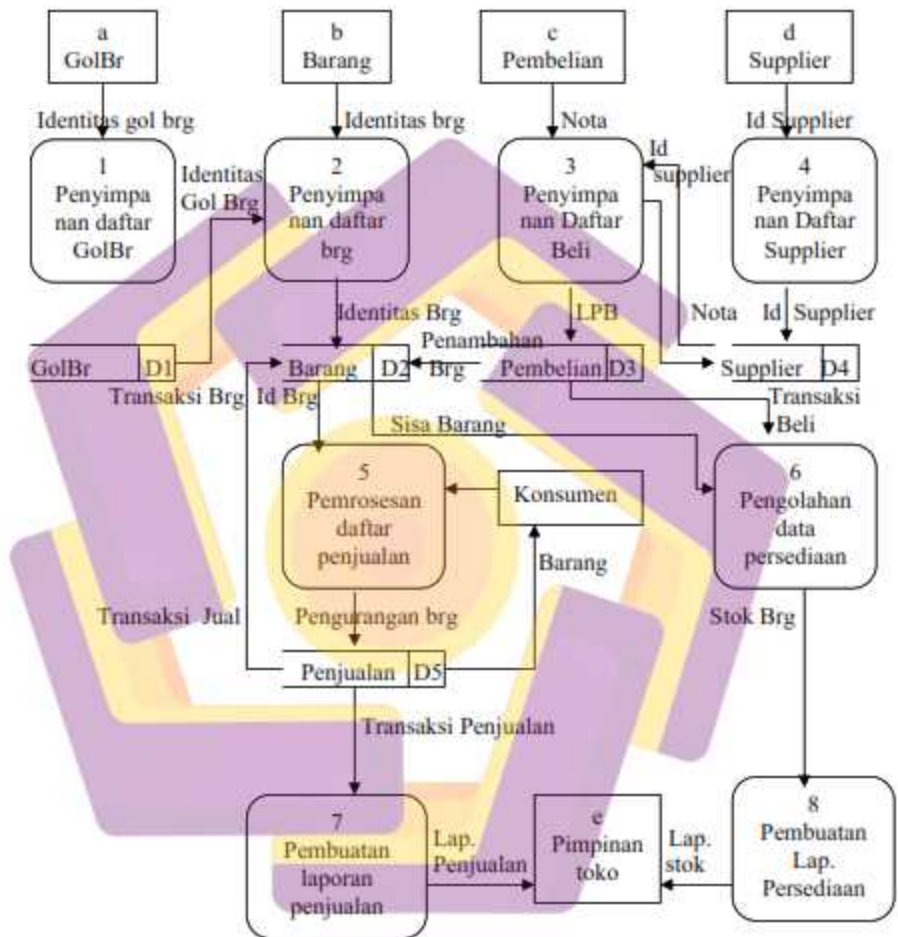 a
GolBr
b
Barang
c
Pembelian
d
Supplier
Identitas gol brg
Identitas brg
Nota
Id Supplier
1
Penyimpa
nan daftar
GolBr
Identitas
Gol Brg
2
Penyimpa
nan daftar
brg
3
Penyimpa
nan Daftar
Beli
Id
supplier
4
Penyimpa
nan Daftar
Supplier
Identitas Brg
LPB
Nota
Id Supplier
Penambahan
Brg
GolBr D1
Barang D2
Pembelian D3
Supplier D4
Transaksi Brg
Id Brg
Transaksi
Beli
Sisa Barang
5
Pemrosesan
daftar
penjualan
Konsumen
6
Pengolahan
data
persediaan
Barang
Transaksi Jual
Pengurangan brg
Stok Brg
Penjualan D5
Transaksi Penjualan
7
Pembuatan
laporan
penjualan
Lap.
Penjualan
e
Pimpinan
toko
Lap.
stok
8
Pembuatan
Lap.
Persediaan